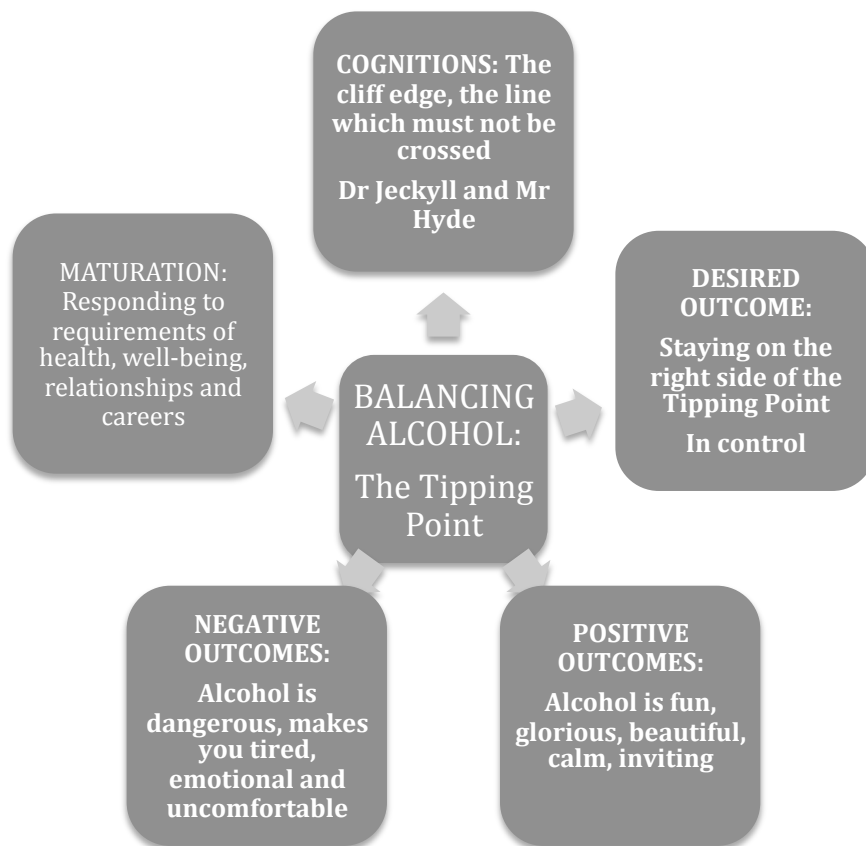 COGNITIONS: The
cliff edge, the line
which must not be
crossed
Dr Jeckyll and Mr
Hyde
MATURATION:
Responding to
requirements of
health, well-being,
relationships and
careers
DESIRED
OUTCOME:
Staying on the
right side of the
Tipping Point
In control
BALANCING
ALCOHOL:
The Tipping
Point
NEGATIVE
OUTCOMES:
Alcohol is
dangerous, makes
you tired,
emotional and
uncomfortable
POSITIVE
OUTCOMES:
Alcohol is fun,
glorious, beautiful,
calm, inviting